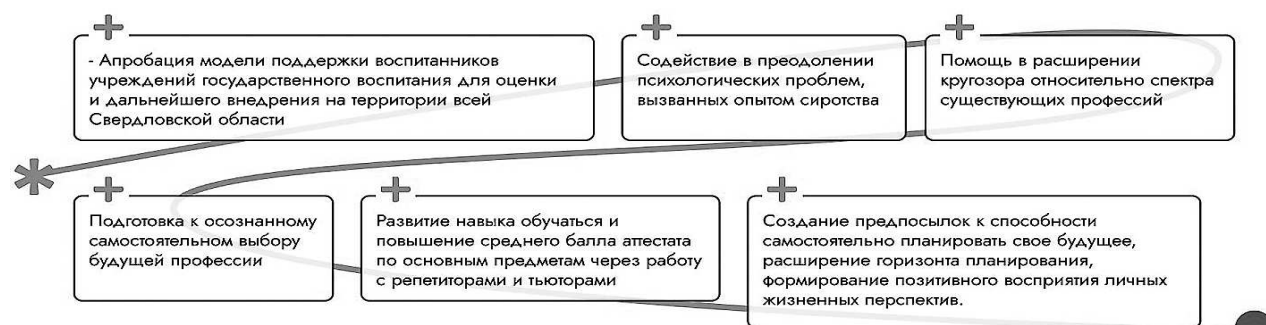 - Апробация модели поддержки воспитанников
учреждений государственного воспитания для оценки
и дальнейшего внедрения на территории всей
Свердловской области
Содействие в преодолении
психологических проблем,
вызванных опытом сиротства
Помощь в расширении
кругозора относительно спектра
существующих профессий
Подготовка к осознанному
самостоятельном выбору
будущей профессии
Развитие навыка обучаться и
повышение среднего балла аттестата
по основным предметам через работу
с репетиторами и тьюторами
Создание предпосылок к способности
самостоятельно планировать свое будущее,
расширение горизонта планирования,
формирование позитивного восприятия личных
жизненных перспектив.